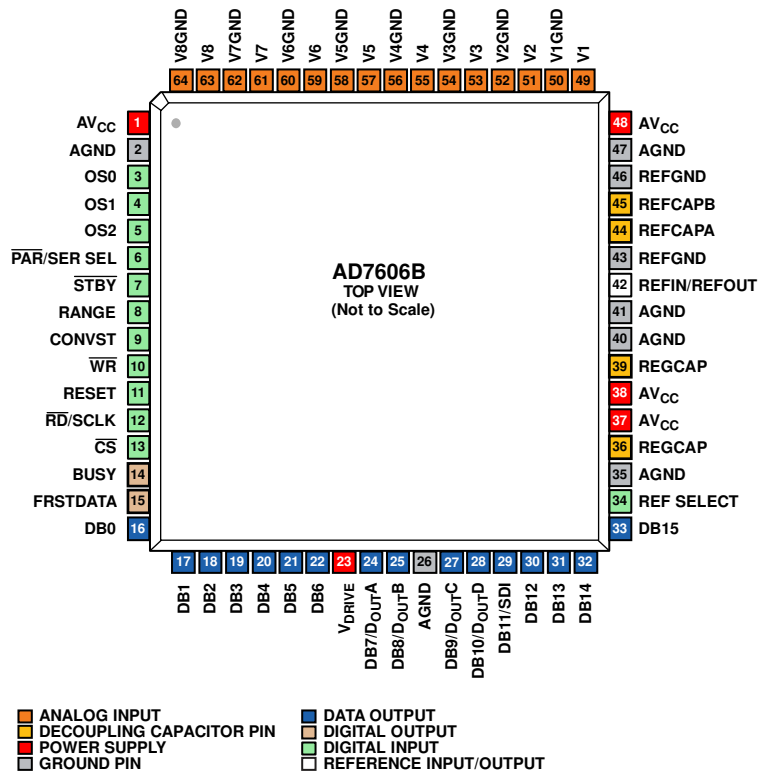 V8GND
V8
V7GND
V7
V6GND
V6
V5GND
V5
V4GND
V4
V3GND
V3
V2GND
V2
V1GND
V1
64 63 62 61 60 59 58 57 56 55 54 53 52 51 50 49
AVCC 1
AGND 2
OS0 3
OS1 4
OS2 5
PAR/SER SEL 6
STBY 7
RANGE 8
CONVST 9
WR 10
RESET 11
RD/SCLK 12
CS 13
BUSY 14
FRSTDATA 15
DB0 16
AD7606B
TOP VIEW
(Not to Scale)
48 AVCC
47 AGND
46 REFGND
45 REFCAPB
44 REFCAPA
43 REFGND
42 REFIN/REFOUT
41 AGND
40 AGND
39 REGCAP
38 AVCC
37 AVCC
36 REGCAP
35 AGND
34 REF SELECT
33 DB15
17 18 19 20 21 22 23 24 25 26 27 28 29 30 31 32
DB1
DB2
DB3
DB4
DB5
DB6
VDRIVE
DB7/DOUTA
DB8/DOUTB
AGND
DB9/DOUTC
DB10/DOUTD
DB11/SDI
DB12
DB13
DB14
ANALOG INPUT
DECOUPLING CAPACITOR PIN
POWER SUPPLY
GROUND PIN
DATA OUTPUT
DIGITAL OUTPUT
DIGITAL INPUT
REFERENCE INPUT/OUTPUT